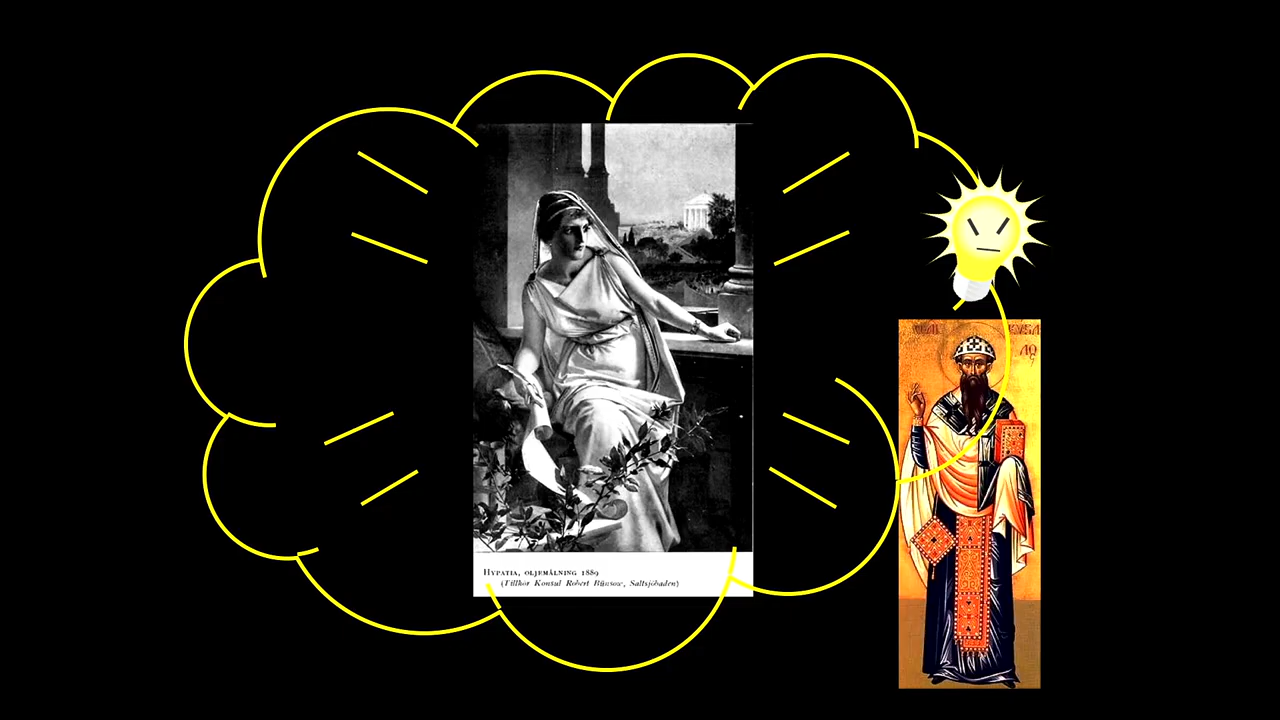 HYPATIA, OLJEMÅLNING 1889
(Tillhör Konsul Robert Bünsow, Saltsjöbaden)